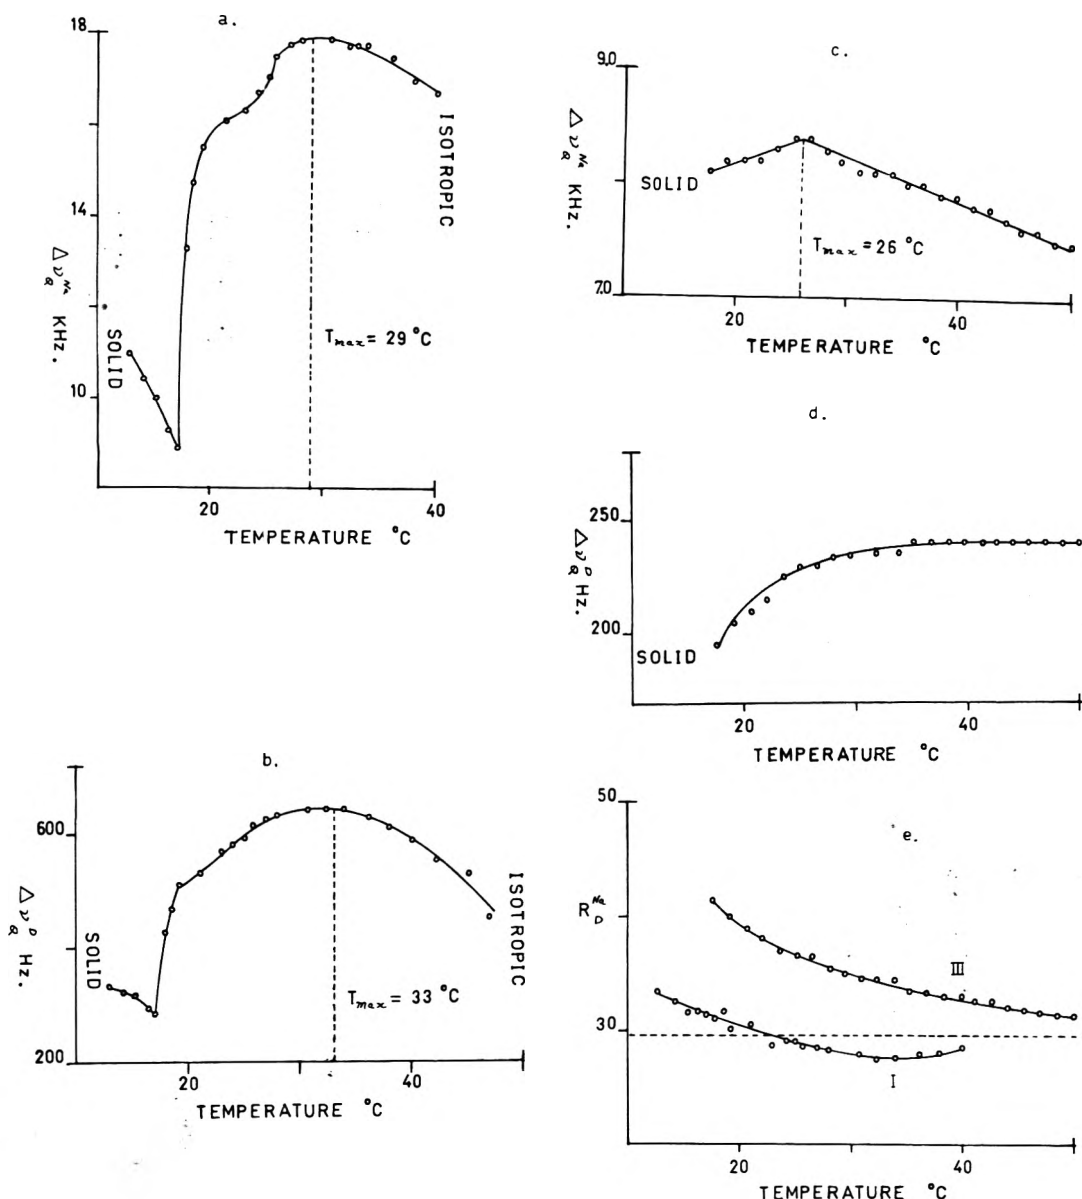 a.
18
14
10
Δν_Q^Na KHz.
SOLID
ISOTROPIC
T_max = 29 °C
20
40
TEMPERATURE °C
b.
600
200
Δν_Q^D Hz.
SOLID
ISOTROPIC
T_max = 33 °C
20
40
TEMPERATURE °C
c.
9.0
7.0
Δν_Q^Na KHz.
SOLID
T_max = 26 °C
20
40
TEMPERATURE °C
d.
250
200
Δν_Q^D Hz.
SOLID
20
40
TEMPERATURE °C
e.
50
30
R_D^Na
III
I
20
40
TEMPERATURE °C